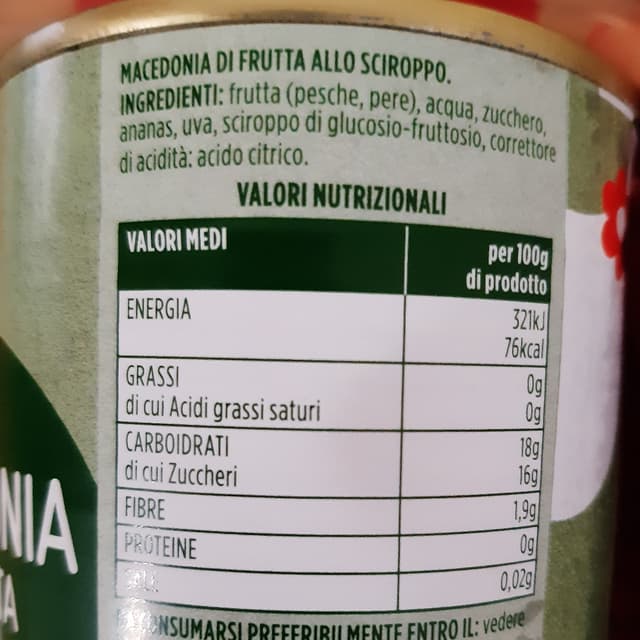 MACEDONIA DI FRUTTA ALLO SCIROPPO.
INGREDIENTI: frutta (pesche, pere), acqua, zucchero,
ananas, uva, sciroppo di glucosio-fruttosio, correttore
di acidità: acido citrico.
VALORI NUTRIZIONALI
VALORI MEDI per 100g
di prodotto
ENERGIA 321kJ
76kcal
GRASSI 0g
di cui Acidi grassi saturi 0g
CARBOIDRATI 18g
di cui Zuccheri 16g
FIBRE 1,9g
PROTEINE 0g
0,02g
PREFERIBILMENTE ENTRO IL: vedere